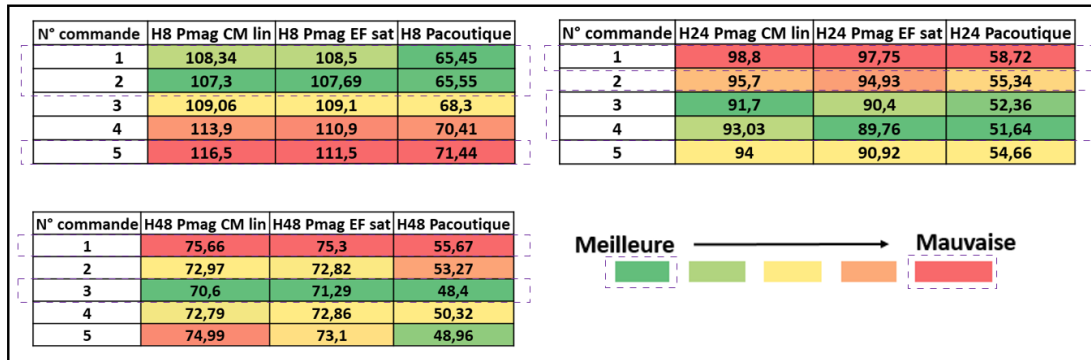 N° commande H8 Pmag CM lin H8 Pmag EF sat H8 Pacoutique
1 108,34 108,5 65,45
2 107,3 107,69 65,55
3 109,06 109,1 68,3
4 113,9 110,9 70,41
5 116,5 111,5 71,44
N° commande H24 Pmag CM lin H24 Pmag EF sat H24 Pacoutique
1 98,8 97,75 58,72
2 95,7 94,93 55,34
3 91,7 90,4 52,36
4 93,03 89,76 51,64
5 94 90,92 54,66
N° commande H48 Pmag CM lin H48 Pmag EF sat H48 Pacoutique
1 75,66 75,3 55,67
2 72,97 72,82 53,27
3 70,6 71,29 48,4
4 72,79 72,86 50,32
5 74,99 73,1 48,96
Meilleure Mauvaise